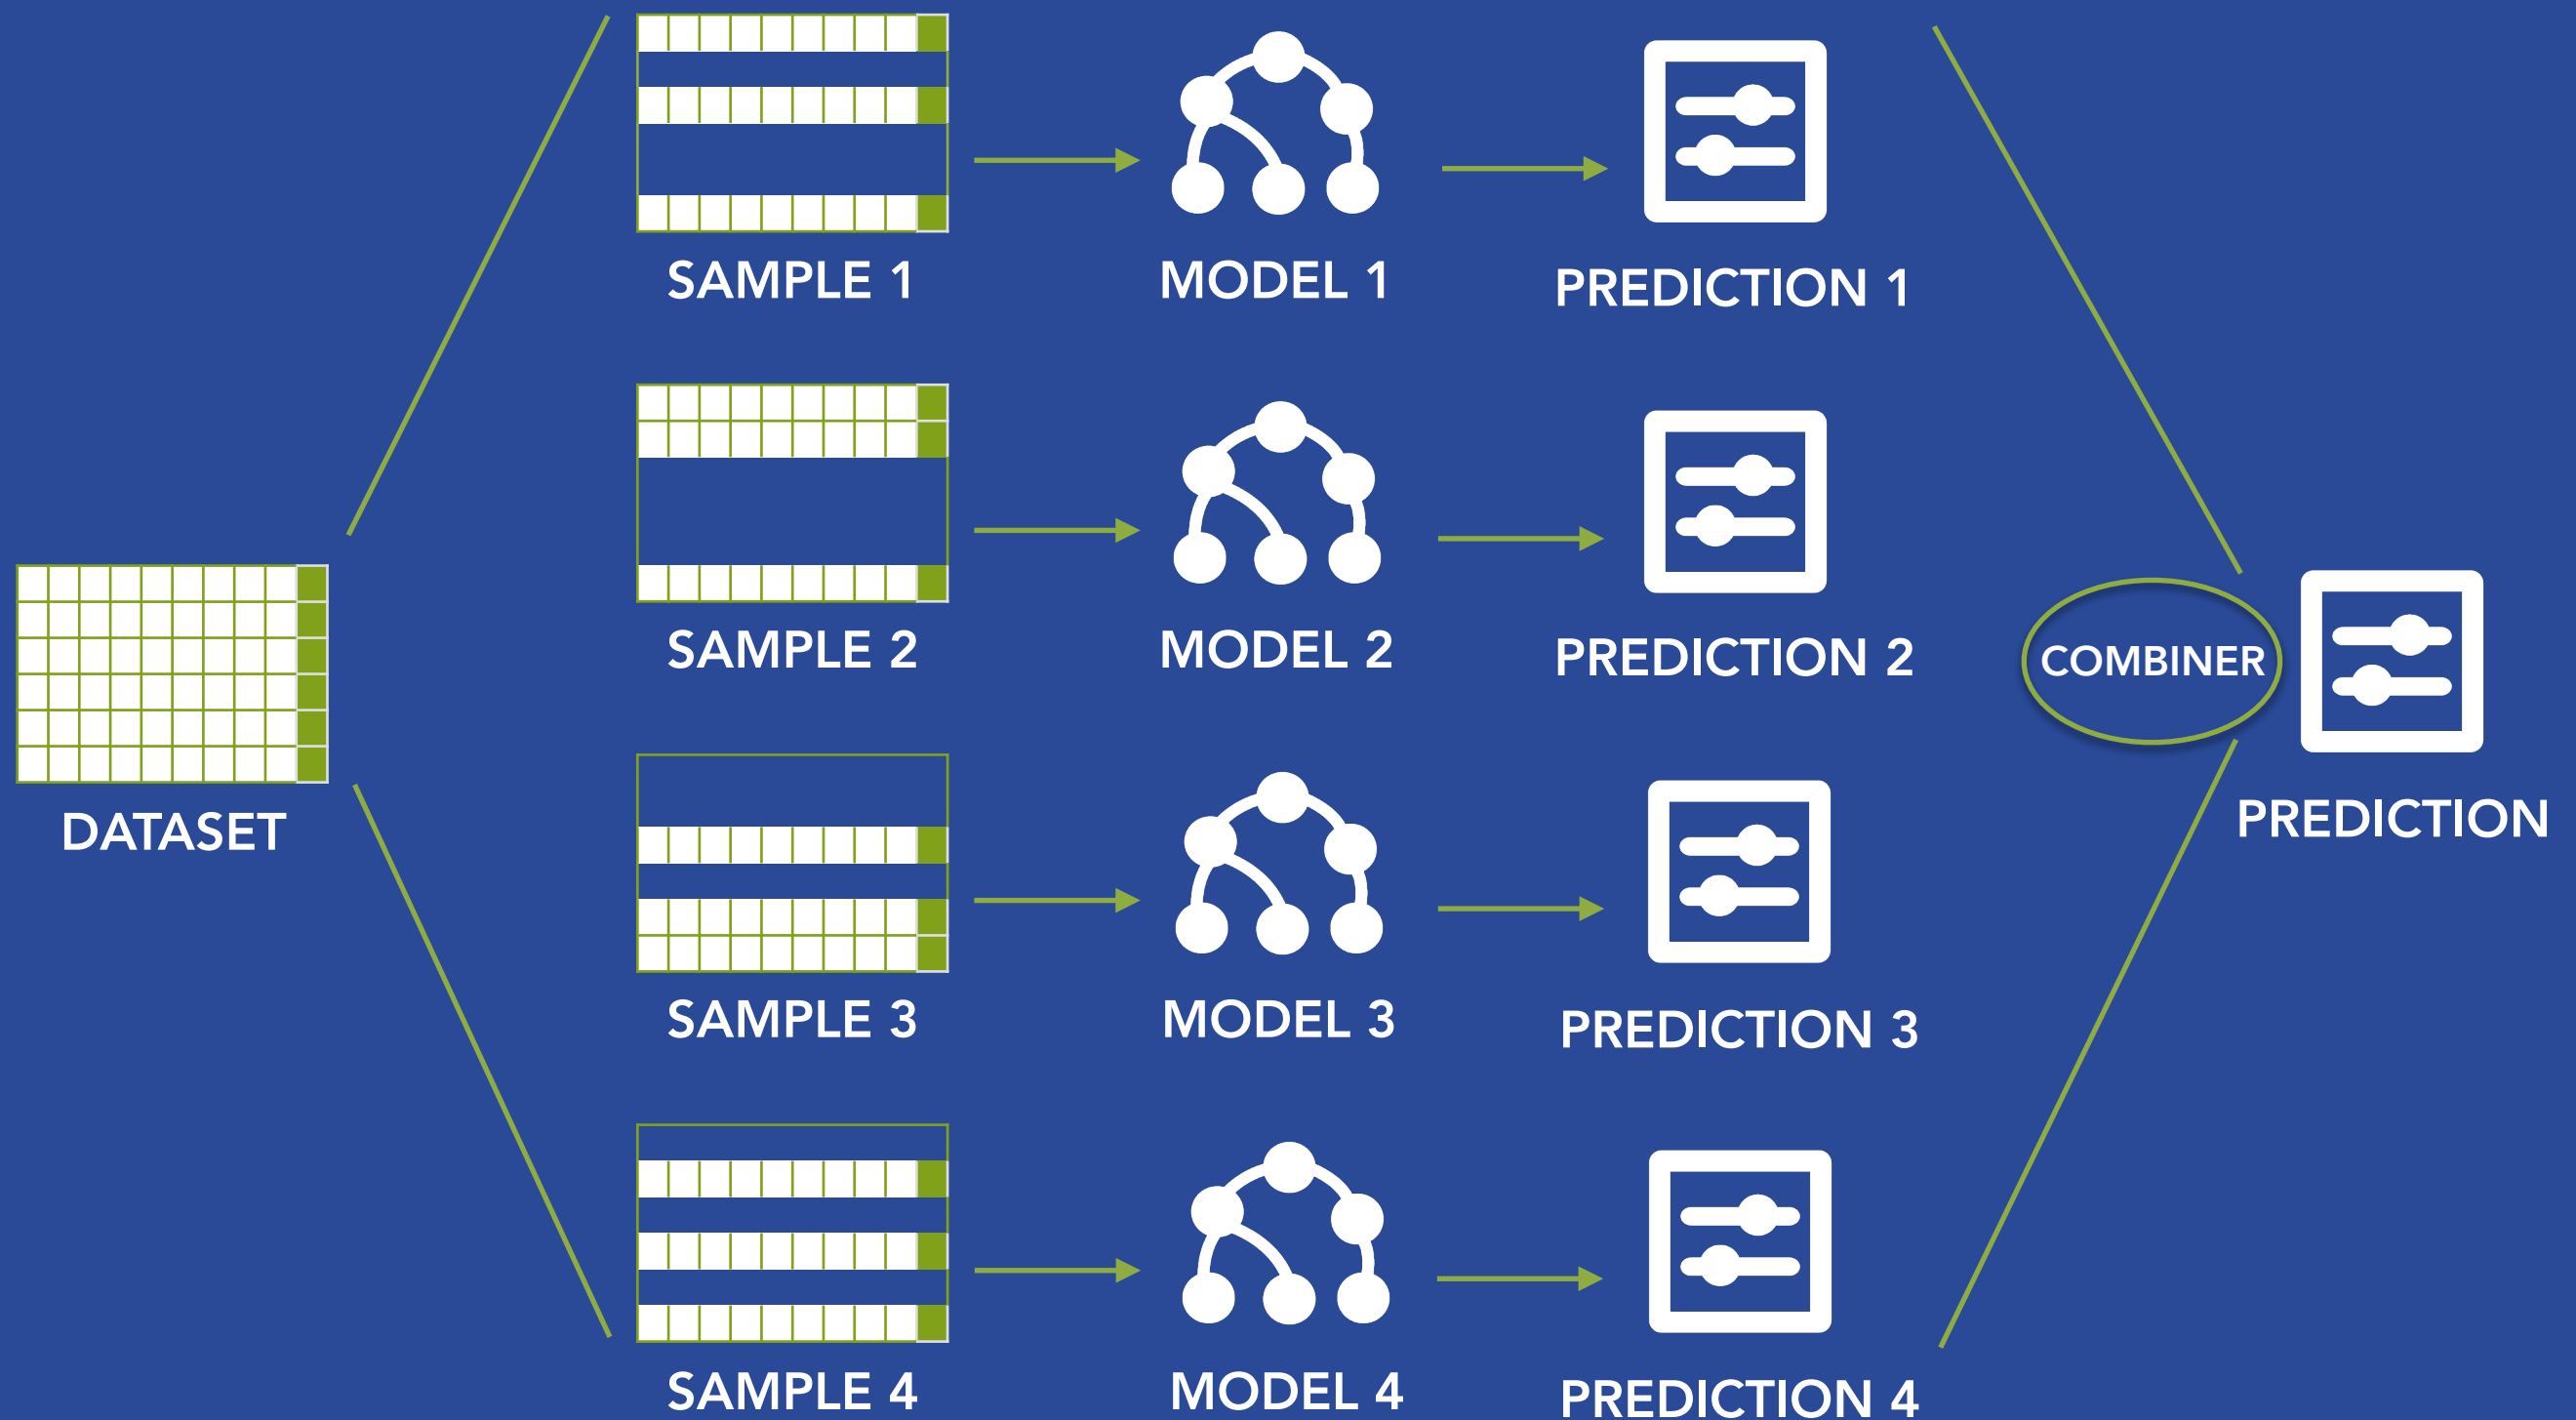 SAMPLE 1
MODEL 1
PREDICTION 1
SAMPLE 2
MODEL 2
PREDICTION 2
COMBINER
DATASET
PREDICTION
SAMPLE 3
MODEL 3
PREDICTION 3
SAMPLE 4
MODEL 4
PREDICTION 4